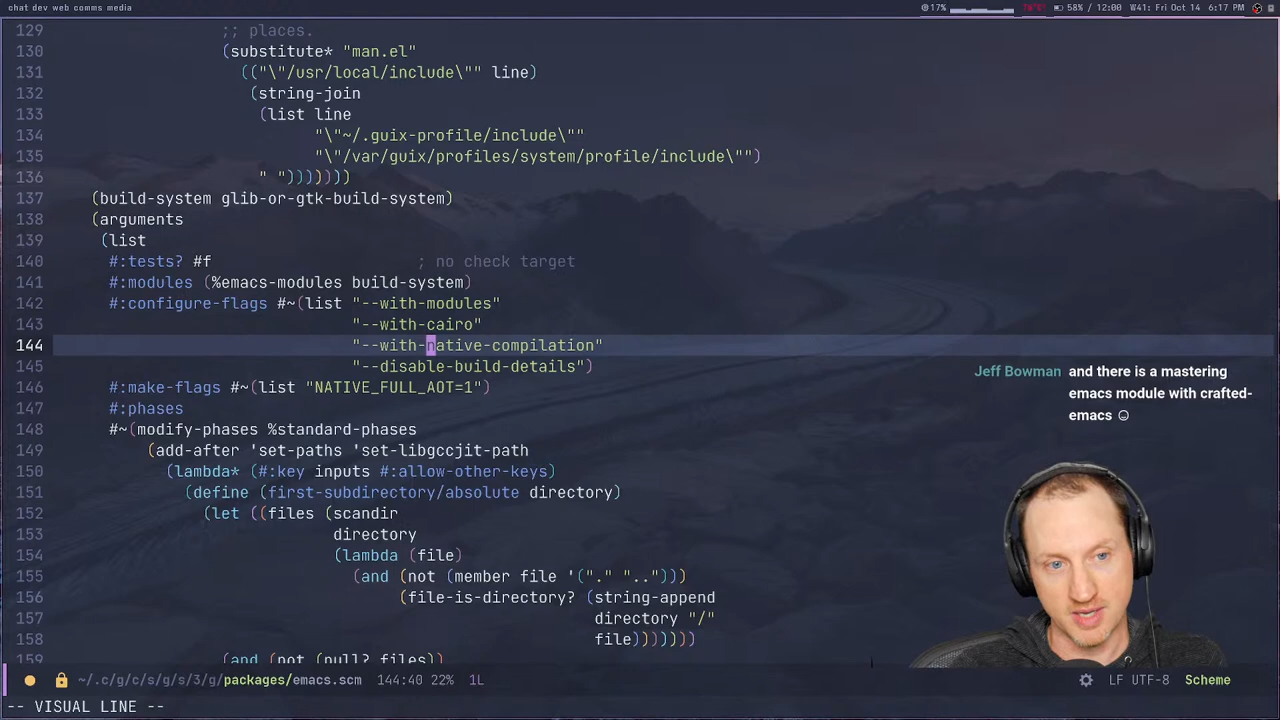 chat dev web comms media
17%
58% / 12:00
W41: Fri Oct 14
6:17 PM
129 ;; places.
130 (substitute* "man.el"
131 (("\"/usr/local/include\"" line)
132 (string-join
133 (list line
134 "\"~/.guix-profile/include\""
135 "\"/var/guix/profiles/system/profile/include\"")
136 " ")))))))
137 (build-system glib-or-gtk-build-system)
138 (arguments
139 (list
140 #:tests? #f ; no check target
141 #:modules (%emacs-modules build-system)
142 #:configure-flags #~(list "--with-modules"
143 "--with-cairo"
144 "--with-native-compilation"
145 "--disable-build-details")
146 #:make-flags #~(list "NATIVE_FULL_AOT=1")
147 #:phases
148 #~(modify-phases %standard-phases
149 (add-after 'set-paths 'set-libgccjit-path
150 (lambda* (#:key inputs #:allow-other-keys)
151 (define (first-subdirectory/absolute directory)
152 (let ((files (scandir
153 directory
154 (lambda (file)
155 (and (not (member file '("." "..")))
156 (file-is-directory? (string-append
157 directory "/"
158 file)))))))
159 (and (not (null? files))
Jeff Bowman and there is a mastering
emacs module with crafted-
emacs ☺
~/.c/g/c/s/g/s/3/g/packages/emacs.scm 144:40 22% 1L LF UTF-8 Scheme
-- VISUAL LINE --